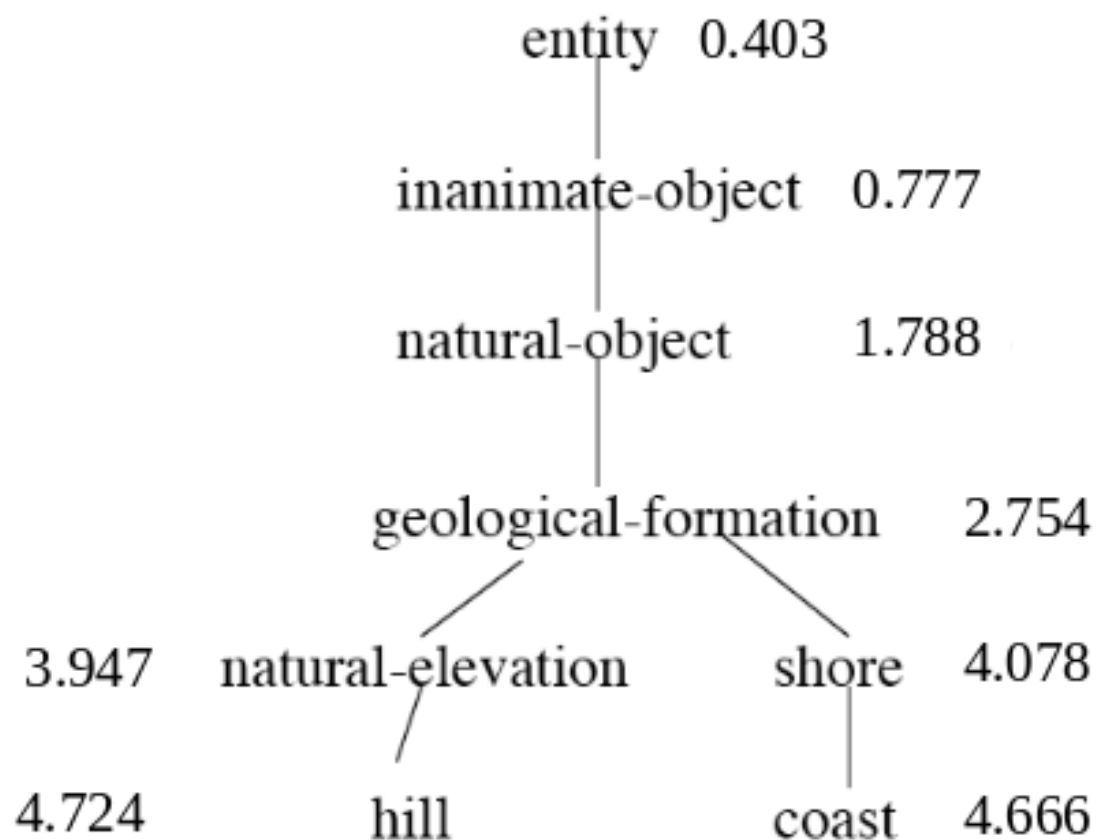 entity 0.403
inanimate-object 0.777
natural-object 1.788
geological-formation 2.754
3.947 natural-elevation shore 4.078
4.724 hill coast 4.666